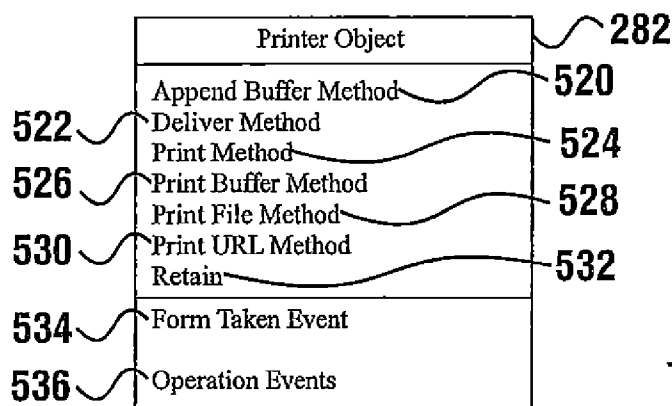 Printer Object 282
Append Buffer Method 520
522 Deliver Method
Print Method 524
526 Print Buffer Method
Print File Method 528
530 Print URL Method
Retain 532
534 Form Taken Event
536 Operation Events